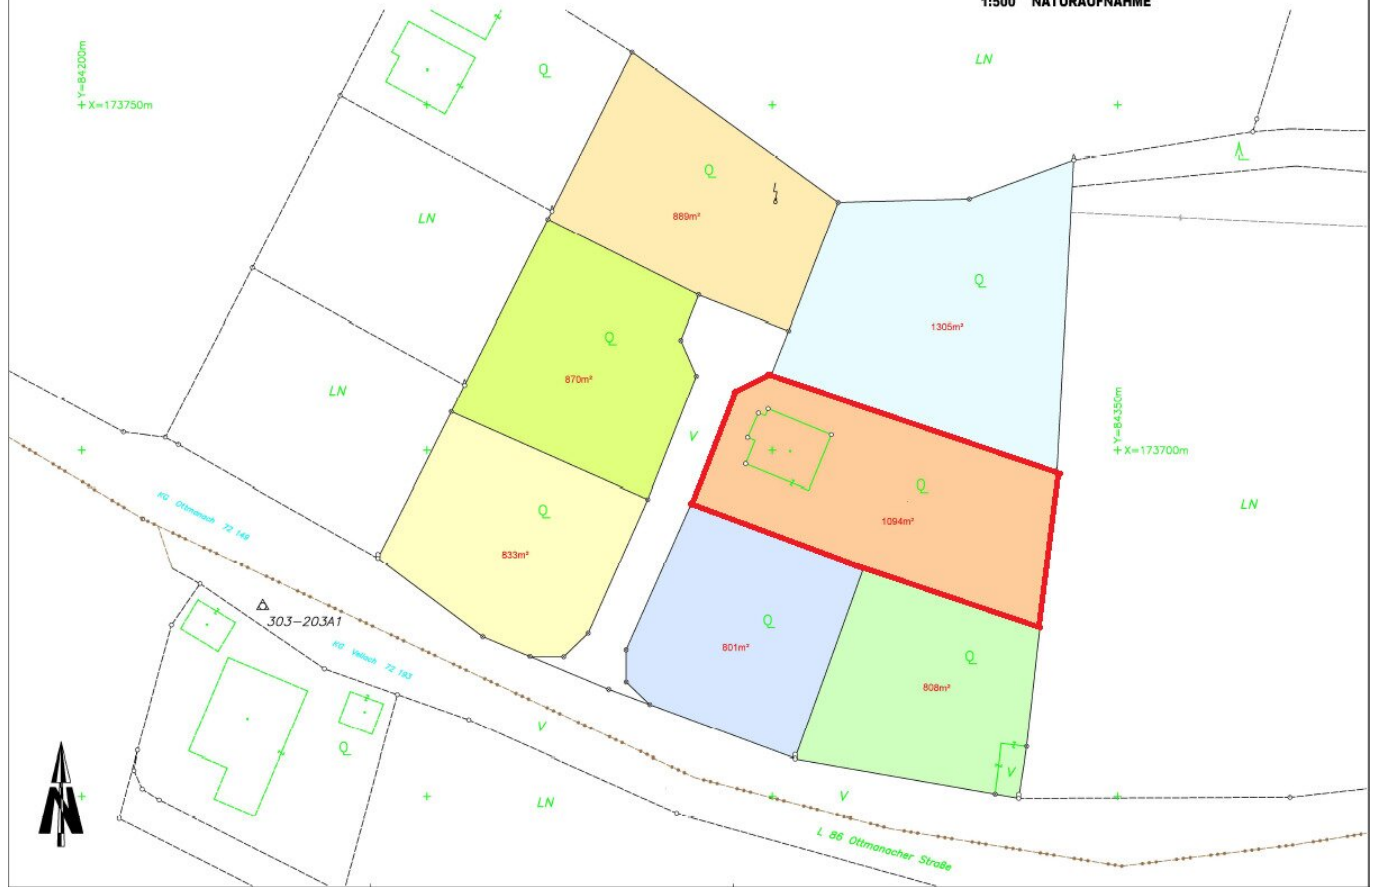 1:500 NATURAUFNAHME
Y=84200m
X=173750m
Q
LN
Q
889m²
LN
Q
1305m²
Q
870m²
LN
V
Y=84350m
X=173700m
Q
1094m²
LN
Q
833m²
KG Ottmanach 72 149
303-203A1
KG Vellach 72 193
Q
801m²
Q
808m²
V
Q
V
N
LN
V
L 86 Ottmanacher Straße